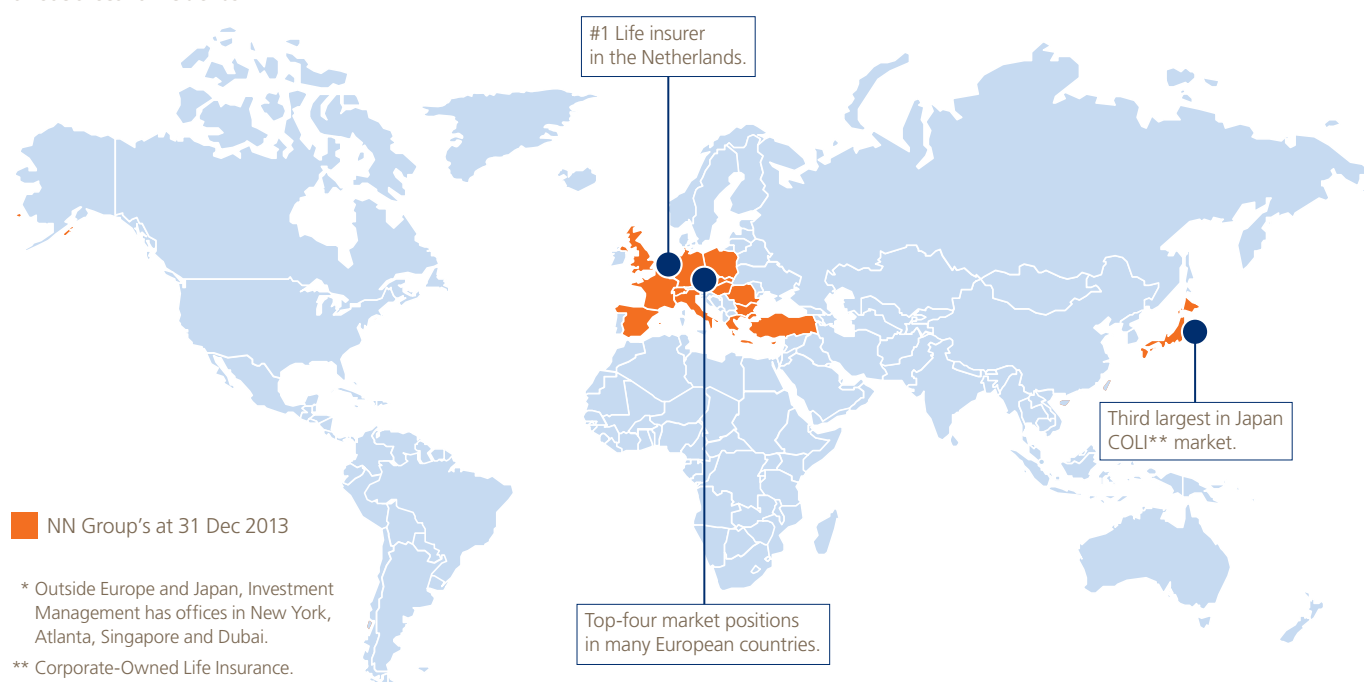 #1 Life insurer
in the Netherlands.
Third largest in Japan
COLI** market.
NN Group's at 31 Dec 2013
* Outside Europe and Japan, Investment
Management has offices in New York,
Atlanta, Singapore and Dubai.
** Corporate-Owned Life Insurance.
Top-four market positions
in many European countries.